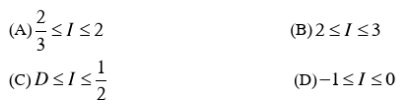 (A) 2/3 ≤ I ≤ 2 (B) 2 ≤ I ≤ 3
(C) D ≤ I ≤ 1/2 (D) −1 ≤ I ≤ 0